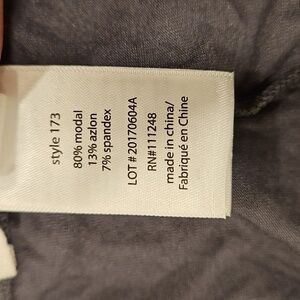 style 173
80% modal
13% azlon
7% spandex
LOT # 20170604A
RN#111248
made in china/
Fabriqué en Chine